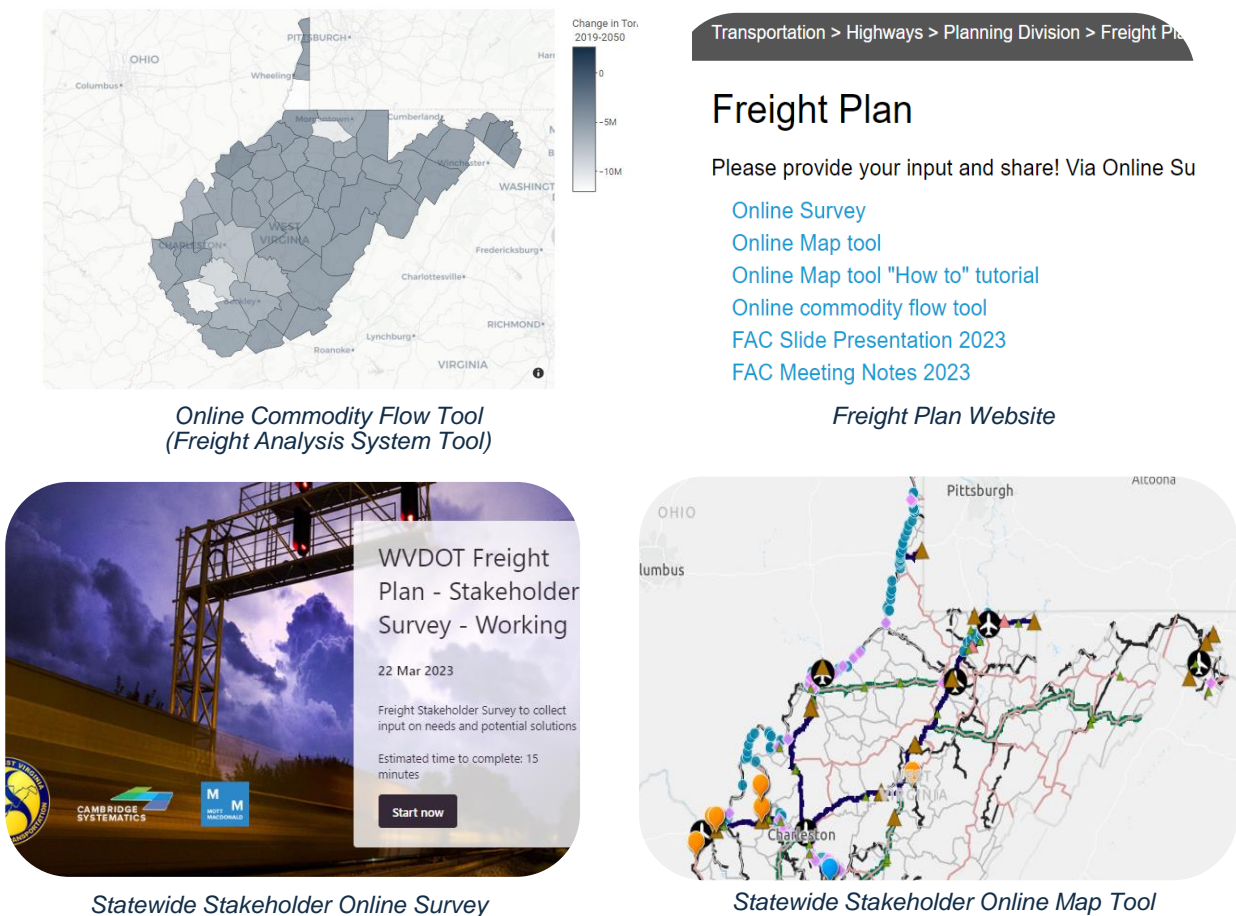 Change in Tor
2019-2050
0
-5M
-10M
PITTSBURGH
OHIO
Wheeling
Columbus
Morgantown
Cumberland
Winchester
WASHINGT
WEST
VIRGINIA
CHARLESTON
Fredericksburg
Charlottesville
Beckley
RICHMOND
Lynchburg
Roanoke
VIRGINIA
Online Commodity Flow Tool
(Freight Analysis System Tool)
Transportation > Highways > Planning Division > Freight Pla
Freight Plan
Please provide your input and share! Via Online Su
Online Survey
Online Map tool
Online Map tool "How to" tutorial
Online commodity flow tool
FAC Slide Presentation 2023
FAC Meeting Notes 2023
Freight Plan Website
WVDOT Freight
Plan - Stakeholder
Survey - Working
22 Mar 2023
Freight Stakeholder Survey to collect
input on needs and potential solutions
Estimated time to complete: 15
minutes
Start now
CAMBRIDGE
SYSTEMATICS
M
M
MOTT
MACDONALD
Statewide Stakeholder Online Survey
Pittsburgh
Altoona
OHIO
lumbus
Charleston
Statewide Stakeholder Online Map Tool